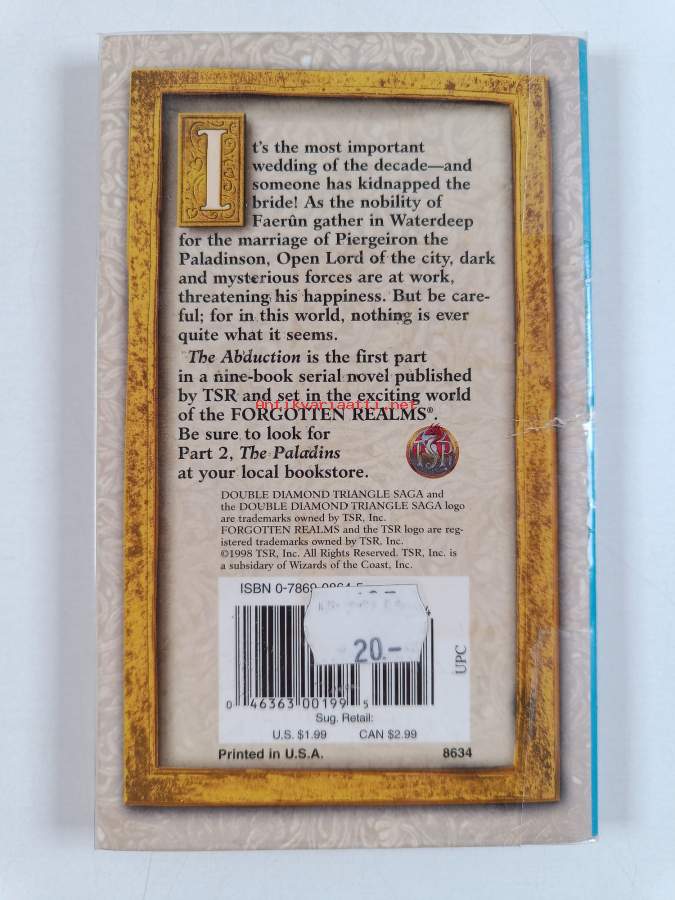 It's the most important
wedding of the decade—and
someone has kidnapped the
bride! As the nobility of
Faerûn gather in Waterdeep
for the marriage of Piergeiron the
Paladinson, Open Lord of the city, dark
and mysterious forces are at work,
threatening his happiness. But be care-
ful; for in this world, nothing is ever
quite what it seems.
The Abduction is the first part
in a nine-book serial novel published
by TSR and set in the exciting world
Antikvariaatti.net
of the FORGOTTEN REALMS®.
Be sure to look for
Part 2, The Paladins
at your local bookstore.
TSR
DOUBLE DIAMOND TRIANGLE SAGA and
the DOUBLE DIAMOND TRIANGLE SAGA logo
are trademarks owned by TSR, Inc.
FORGOTTEN REALMS and the TSR logo are reg-
istered trademarks owned by TSR, Inc.
©1998 TSR, Inc. All Rights Reserved. TSR, Inc. is
a subsidary of Wizards of the Coast, Inc.
ISBN 0-7869
20.-
UPC
0 46363 00199 5
Sug. Retail:
U.S. $1.99 CAN $2.99
Printed in U.S.A. 8634